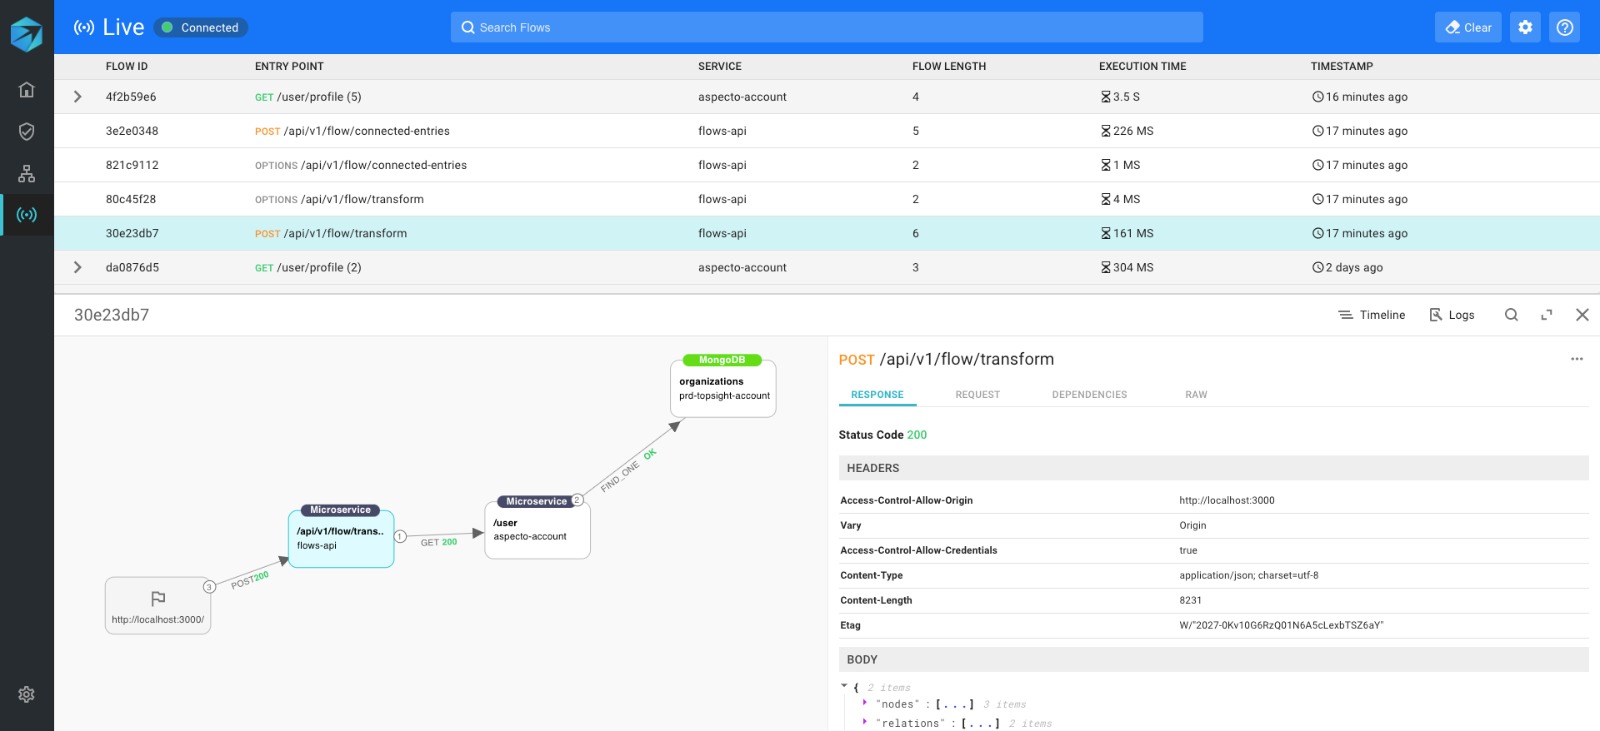 Live Connected Search Flows Clear
FLOW ID ENTRY POINT SERVICE FLOW LENGTH EXECUTION TIME TIMESTAMP
4f2b59e6 GET /user/profile (5) aspecto-account 4 3.5 S 16 minutes ago
3e2e0348 POST /api/v1/flow/connected-entries flows-api 5 226 MS 17 minutes ago
821c9112 OPTIONS /api/v1/flow/connected-entries flows-api 2 1 MS 17 minutes ago
80c45f28 OPTIONS /api/v1/flow/transform flows-api 2 4 MS 17 minutes ago
30e23db7 POST /api/v1/flow/transform flows-api 6 161 MS 17 minutes ago
da0876d5 GET /user/profile (2) aspecto-account 3 304 MS 2 days ago
30e23db7 Timeline Logs
MongoDB
organizations
prd-topsight-account
FIND_ONE OK
Microservice
2
/user
aspecto-account
Microservice
/api/v1/flow/trans..
flows-api
1
GET 200
3
POST200
http://localhost:3000/
POST /api/v1/flow/transform
RESPONSE REQUEST DEPENDENCIES RAW
Status Code 200
HEADERS
Access-Control-Allow-Origin http://localhost:3000
Vary Origin
Access-Control-Allow-Credentials true
Content-Type application/json; charset=utf-8
Content-Length 8231
Etag W/"2027-0Kv10G6RzQ01N6A5cLexbTSZ6aY"
BODY
{ 2 items
"nodes" : [...] 3 items
"relations" : [...] 2 items